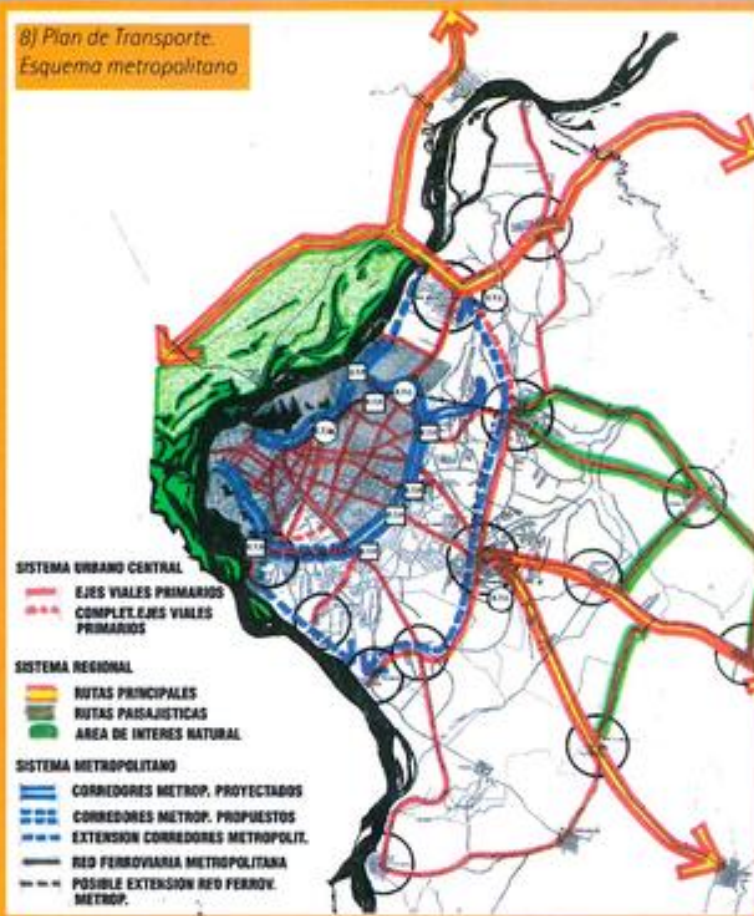 8) Plan de Transporte.
Esquema metropolitano
SISTEMA URBANO CENTRAL
EJES VIALES PRIMARIOS
COMPLET.EJES VIALES
PRIMARIOS
SISTEMA REGIONAL
RUTAS PRINCIPALES
RUTAS PAISAJISTICAS
AREA DE INTERES NATURAL
SISTEMA METROPOLITANO
CORREDORES METROP. PROYECTADOS
CORREDORES METROP. PROPUESTOS
EXTENSION CORREDORES METROPOLIT.
RED FERROVIARIA METROPOLITANA
POSIBLE EXTENSION RED FERROV.
METROP.